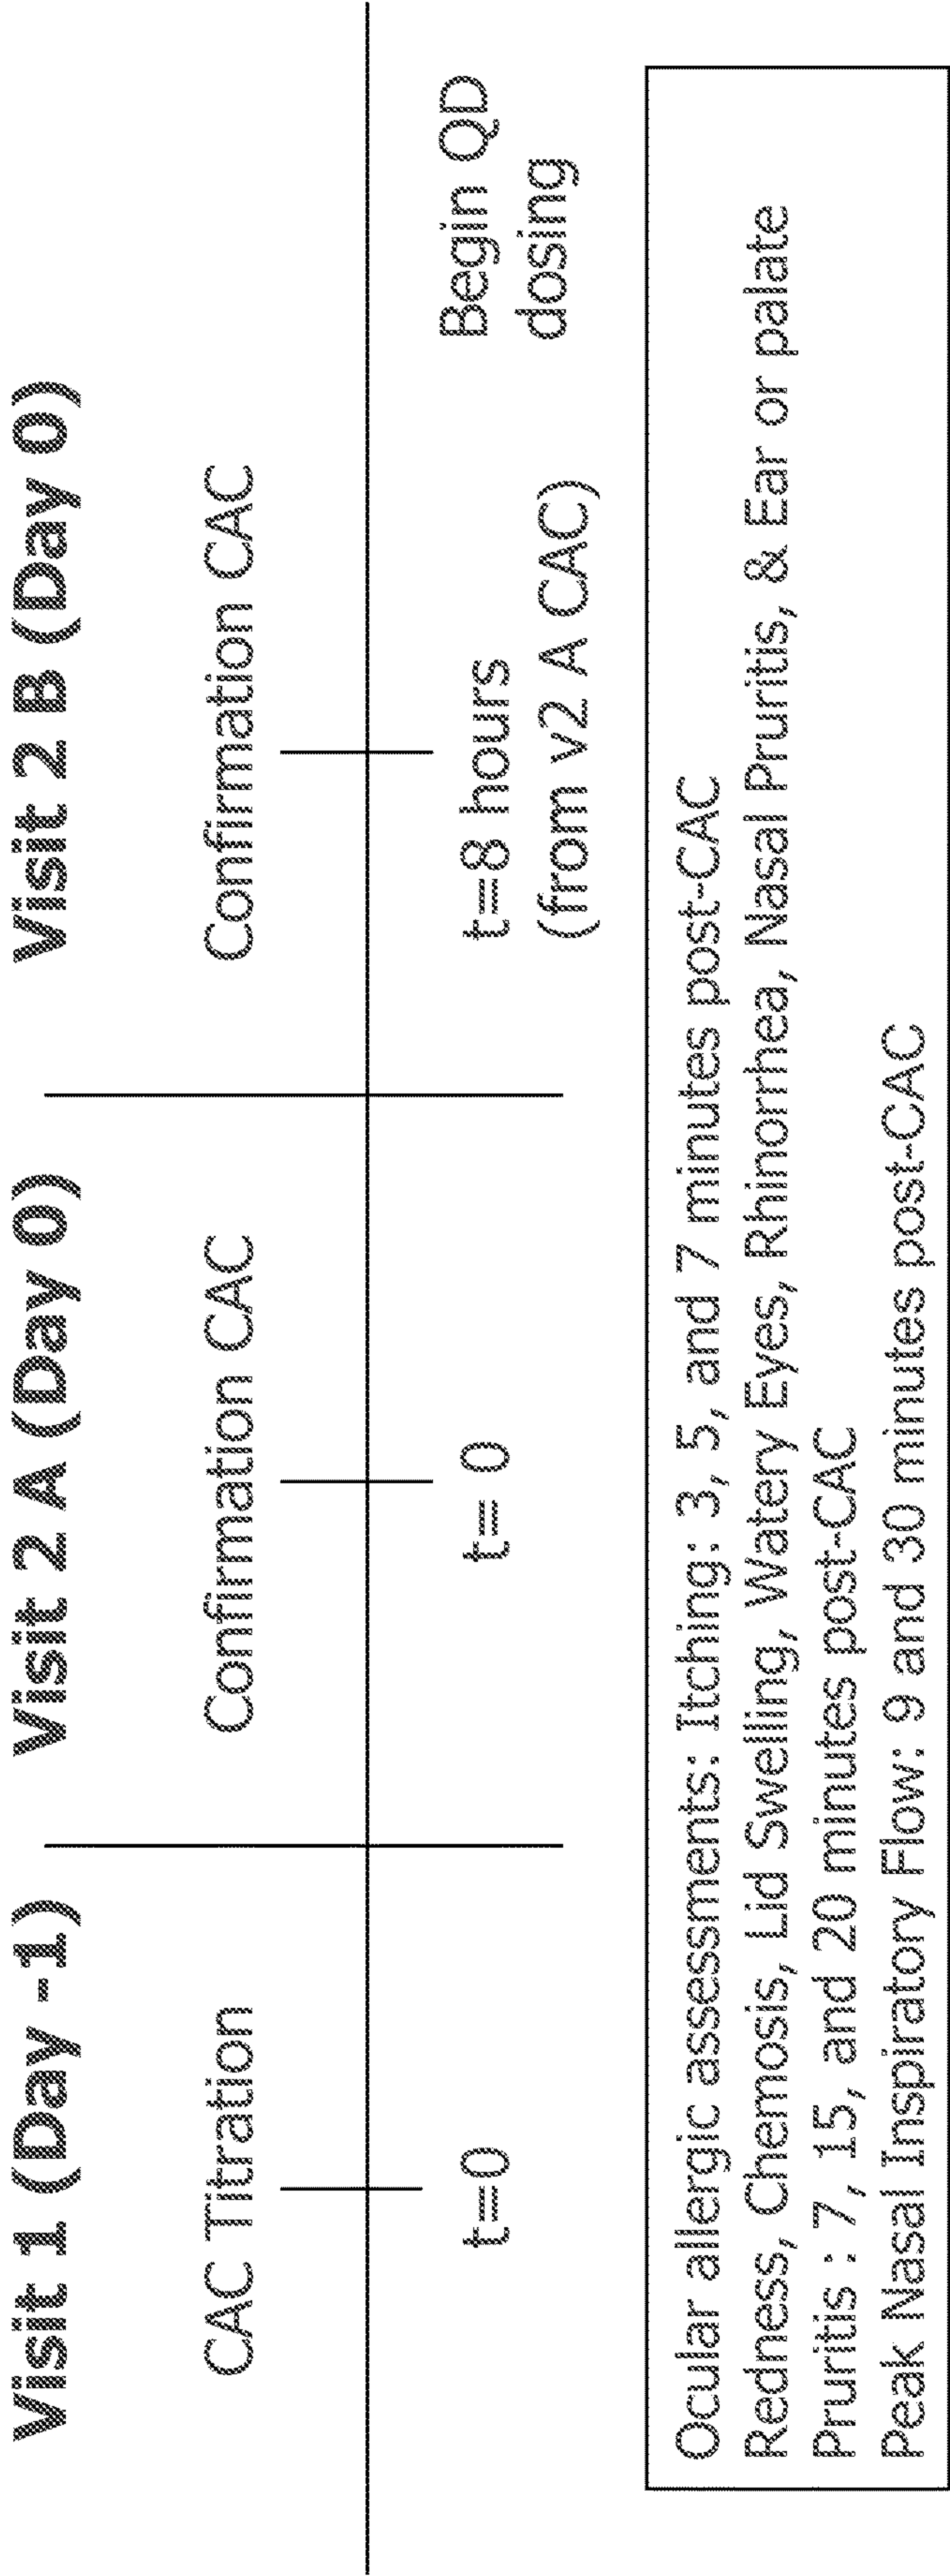 Visit 1 (Day -1)
CAC Titration
t=0
Visit 2 A (Day 0)
Confirmation CAC
t= 0
Visit 2 B (Day 0)
Confirmation CAC
t=8 hours
(from v2 A CAC)
Begin QD
dosing
Ocular allergic assessments: Itching: 3, 5, and 7 minutes post-CAC
Redness, Chemosis, Lid Swelling, Watery Eyes, Rhinorrhea, Nasal Pruritis, & Ear or palate
Pruritis : 7, 15, and 20 minutes post-CAC
Peak Nasal Inspiratory Flow: 9 and 30 minutes post-CAC